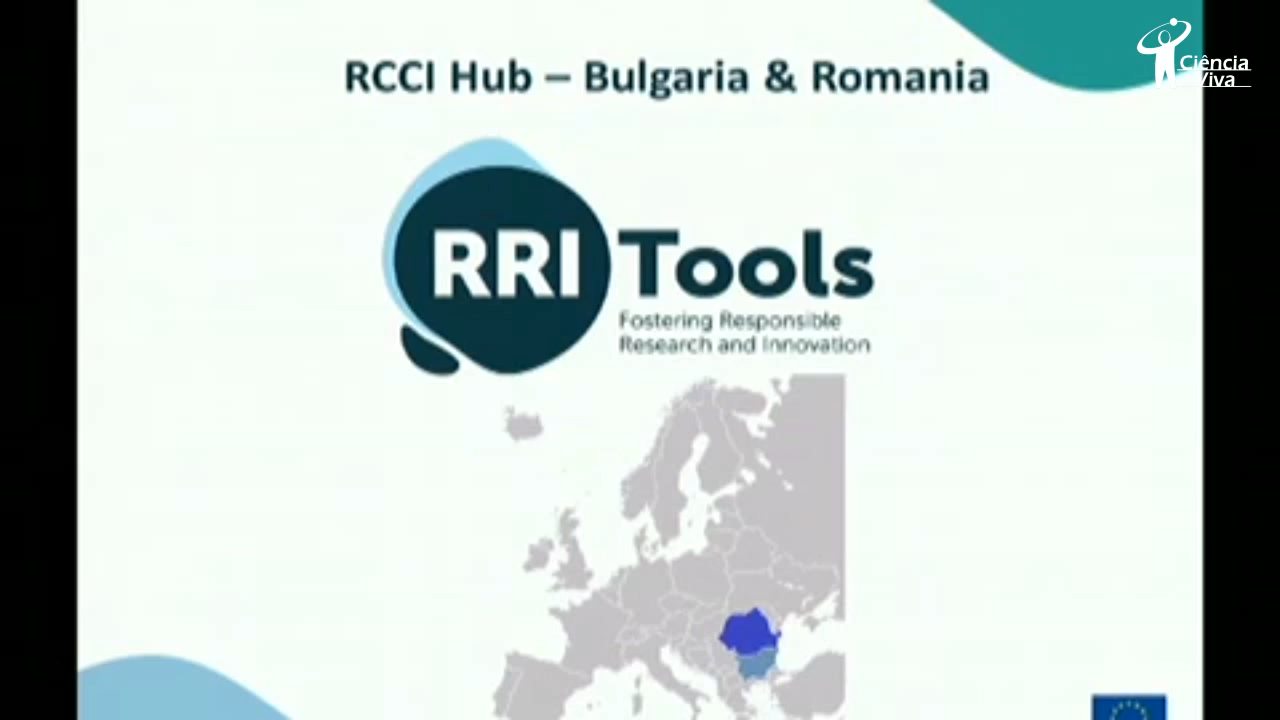 RCCI Hub – Bulgaria & Romania
Ciência
Viva
RRI Tools
Fostering Responsible
Research and Innovation